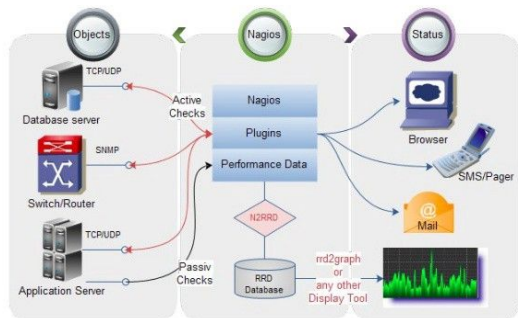 Objects
Nagios
Status
TCP/UDP
Database server
Active
Checks
SNMP
Switch/Router
TCP/UDP
Application Server
Passiv
Checks
Nagios
Plugins
Performance Data
N2RRD
RRD
Database
rrd2graph
or
any other
Display Tool
Browser
SMS/Pager
@
Mail